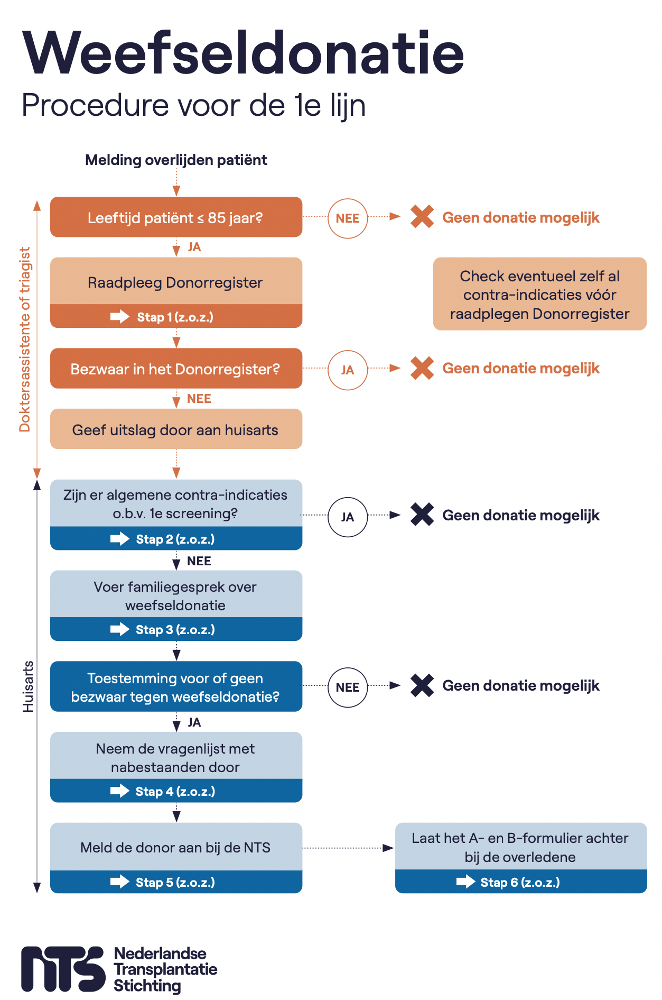 Weefseldonatie
Procedure voor de 1e lijn
Melding overlijden patiënt
Doktersassistente of triagist
Leeftijd patiënt ≤ 85 jaar?
NEE
Geen donatie mogelijk
JA
Raadpleeg Donorregister
Stap 1 (z.o.z.)
Check eventueel zelf al
contra-indicaties vóór
raadplegen Donorregister
Bezwaar in het Donorregister?
JA
Geen donatie mogelijk
NEE
Geef uitslag door aan huisarts
Huisarts
Zijn er algemene contra-indicaties
o.b.v. 1e screening?
Stap 2 (z.o.z.)
JA
Geen donatie mogelijk
NEE
Voer familiegesprek over
weefseldonatie
Stap 3 (z.o.z.)
Toestemming voor of geen
bezwaar tegen weefseldonatie?
NEE
Geen donatie mogelijk
JA
Neem de vragenlijst met
nabestaanden door
Stap 4 (z.o.z.)
Meld de donor aan bij de NTS
Stap 5 (z.o.z.)
Laat het A- en B-formulier achter
bij de overledene
Stap 6 (z.o.z.)
NTS
Nederlandse
Transplantatie
Stichting